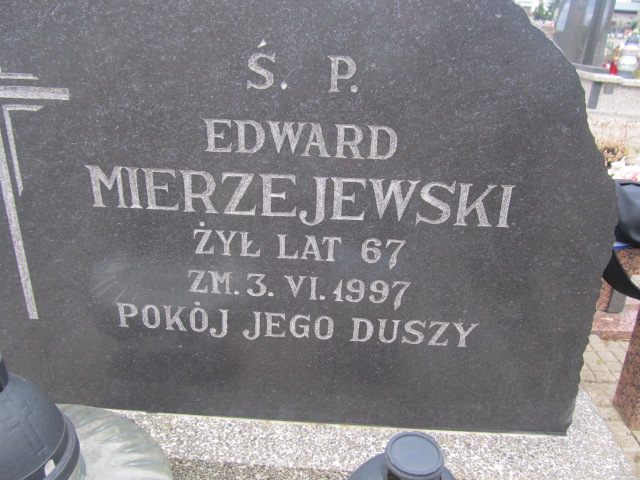 Ś. P.
EDWARD
MIERZEJEWSKI
ŻYŁ LAT 67
ZM. 3. VI. 1997
POKÓJ JEGO DUSZY